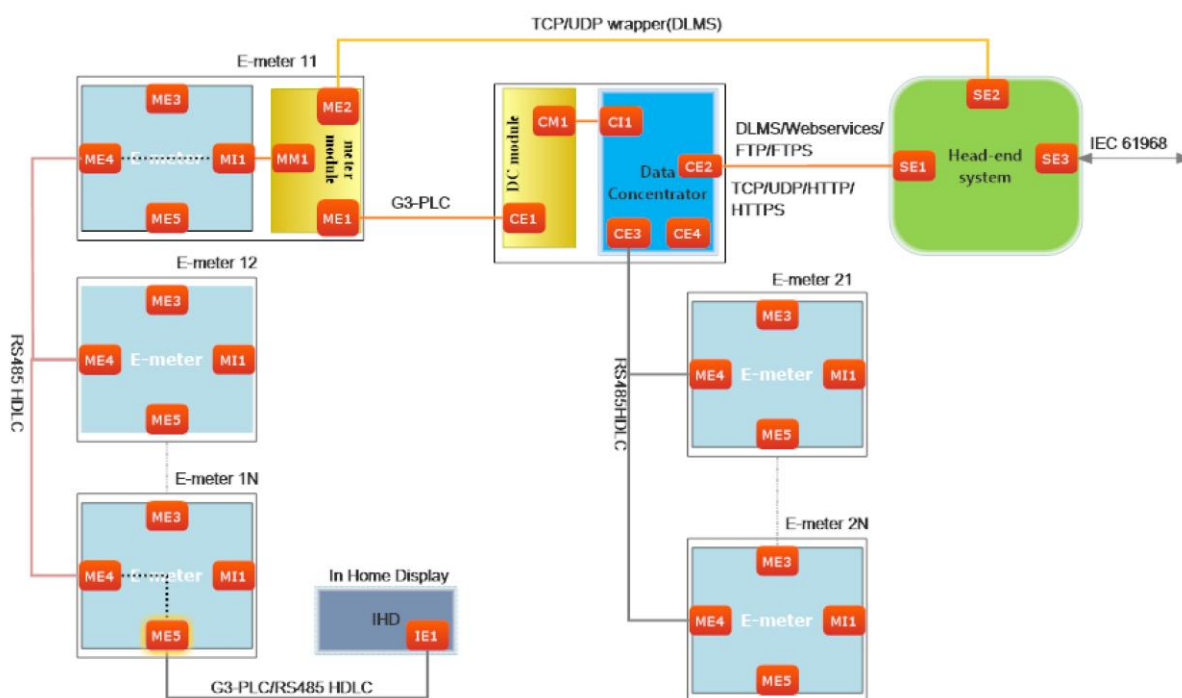 TCP/UDP wrapper(DLMS)
E-meter 11
ME3
ME2
SE2
ME4
E-meter
MI1
MM1
meter
module
ME5
ME1
G3-PLC
DC module
CM1
CI1
CE1
Data
Concentrator
CE2
CE3
CE4
DLMS/Webservices/
FTP/FTPS
TCP/UDP/HTTP/
HTTPS
SE1
Head-end
system
SE3
IEC 61968
E-meter 12
ME3
ME4
E-meter
MI1
ME5
RS485 HDLC
E-meter 1N
ME3
ME4
E-meter
MI1
ME5
In Home Display
IHD
IE1
G3-PLC/RS485 HDLC
E-meter 21
ME3
ME4
E-meter
MI1
ME5
RS485HDLC
E-meter 2N
ME3
ME4
E-meter
MI1
ME5